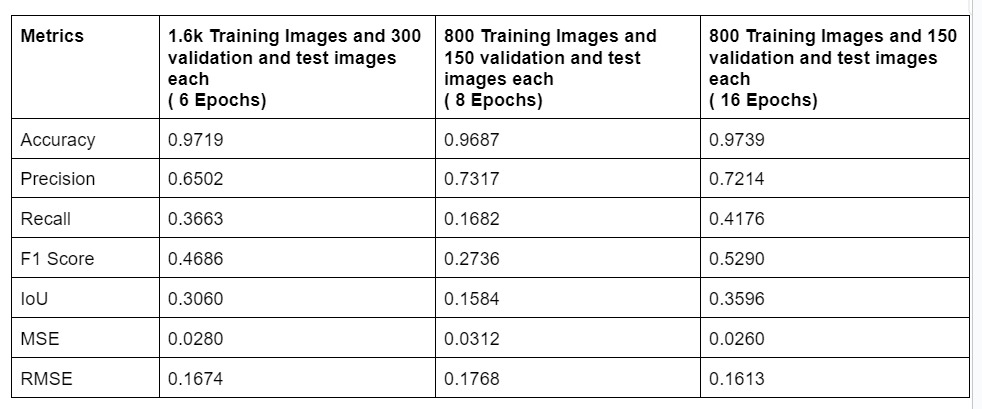 Metrics
1.6k Training Images and 300
validation and test images
each
( 6 Epochs)
800 Training Images and
150 validation and test
images each
( 8 Epochs)
800 Training Images and 150
validation and test images
each
( 16 Epochs)
Accuracy 0.9719 0.9687 0.9739
Precision 0.6502 0.7317 0.7214
Recall 0.3663 0.1682 0.4176
F1 Score 0.4686 0.2736 0.5290
IoU 0.3060 0.1584 0.3596
MSE 0.0280 0.0312 0.0260
RMSE 0.1674 0.1768 0.1613